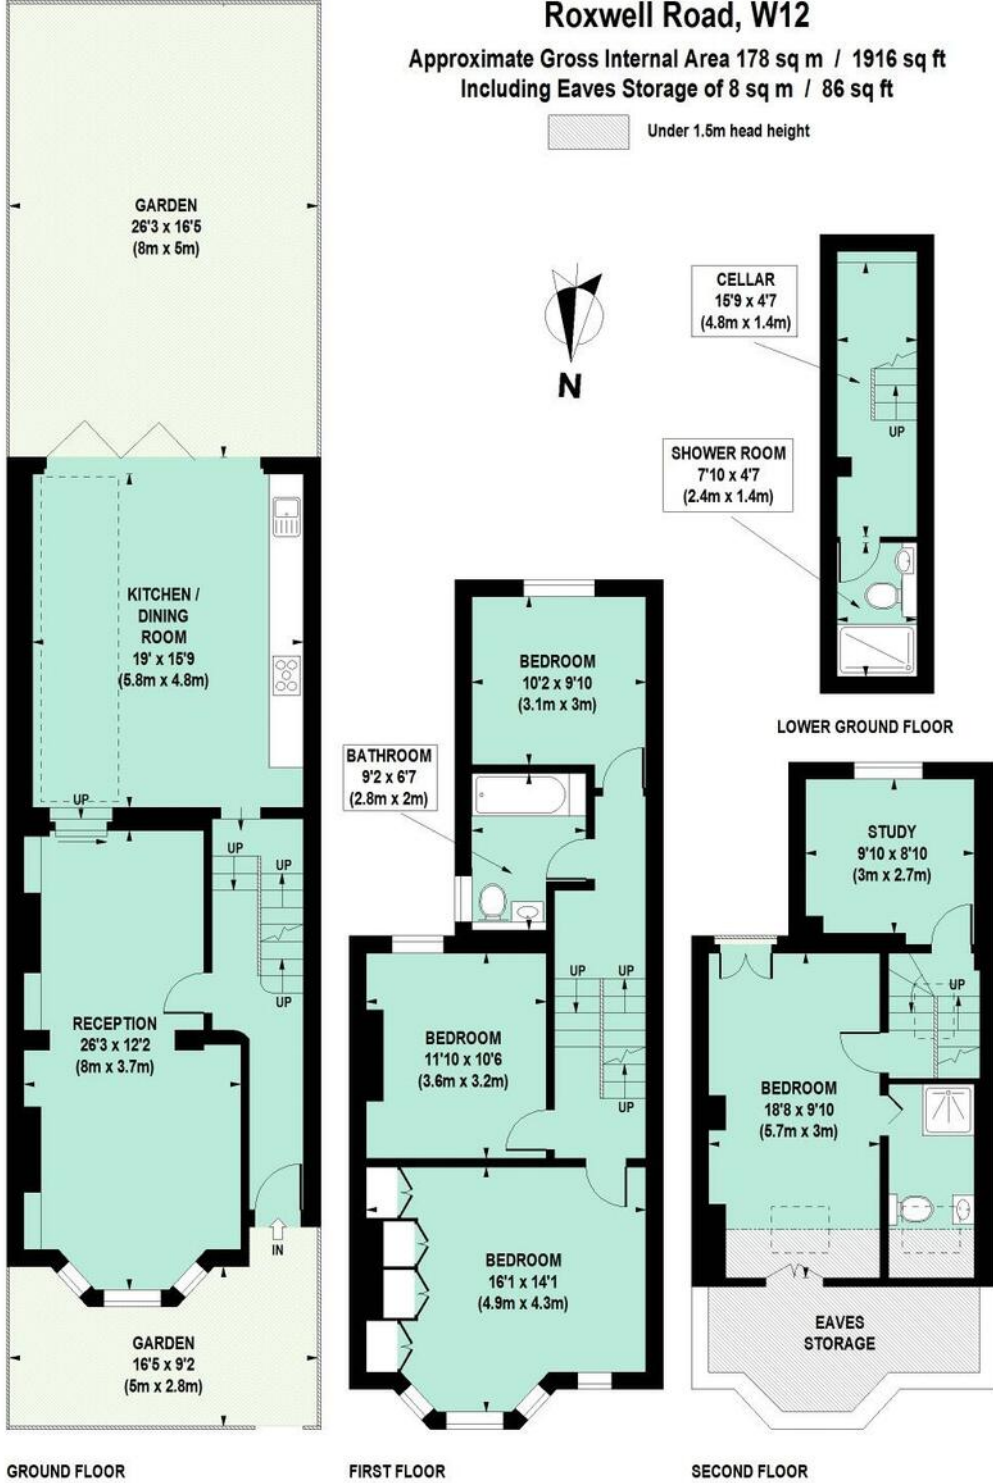 Roxwell Road, W12
Approximate Gross Internal Area 178 sq m / 1916 sq ft
Including Eaves Storage of 8 sq m / 86 sq ft
Under 1.5m head height
GARDEN
26'3 x 16'5
(8m x 5m)
N
CELLAR
15'9 x 4'7
(4.8m x 1.4m)
UP
SHOWER ROOM
7'10 x 4'7
(2.4m x 1.4m)
LOWER GROUND FLOOR
KITCHEN /
DINING
ROOM
19' x 15'9
(5.8m x 4.8m)
UP
UP
UP
UP
RECEPTION
26'3 x 12'2
(8m x 3.7m)
IN
GARDEN
16'5 x 9'2
(5m x 2.8m)
GROUND FLOOR
BEDROOM
10'2 x 9'10
(3.1m x 3m)
BATHROOM
9'2 x 6'7
(2.8m x 2m)
UP
UP
UP
BEDROOM
11'10 x 10'6
(3.6m x 3.2m)
BEDROOM
16'1 x 14'1
(4.9m x 4.3m)
FIRST FLOOR
STUDY
9'10 x 8'10
(3m x 2.7m)
UP
BEDROOM
18'8 x 9'10
(5.7m x 3m)
EAVES
STORAGE
SECOND FLOOR